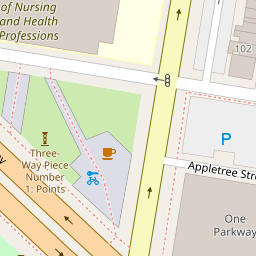 of Nursing
and Health
Professions
102
Three-
Way Piece
Number
1: Points
P
Appletree Stre
One
Parkway
y